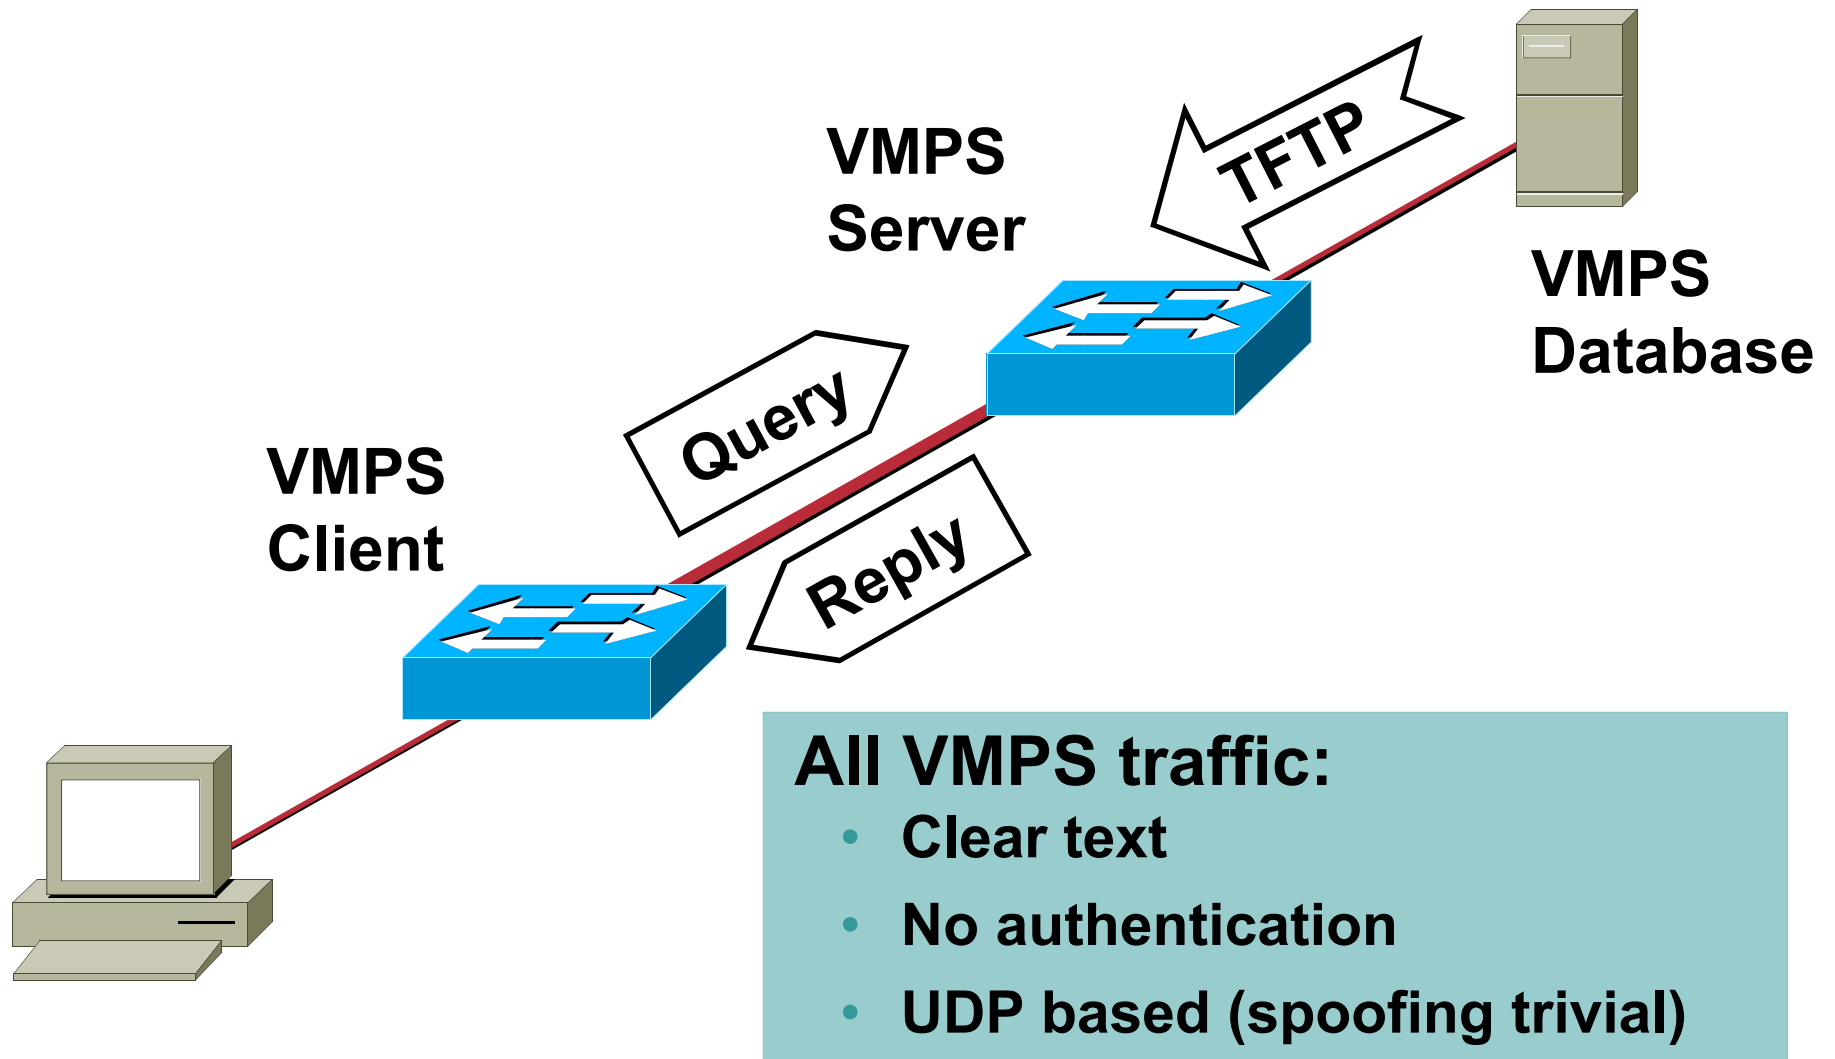 TFTP
VMPS
Server
VMPS
Database
Query
VMPS
Client
Reply
All VMPS traffic:
• Clear text
• No authentication
• UDP based (spoofing trivial)